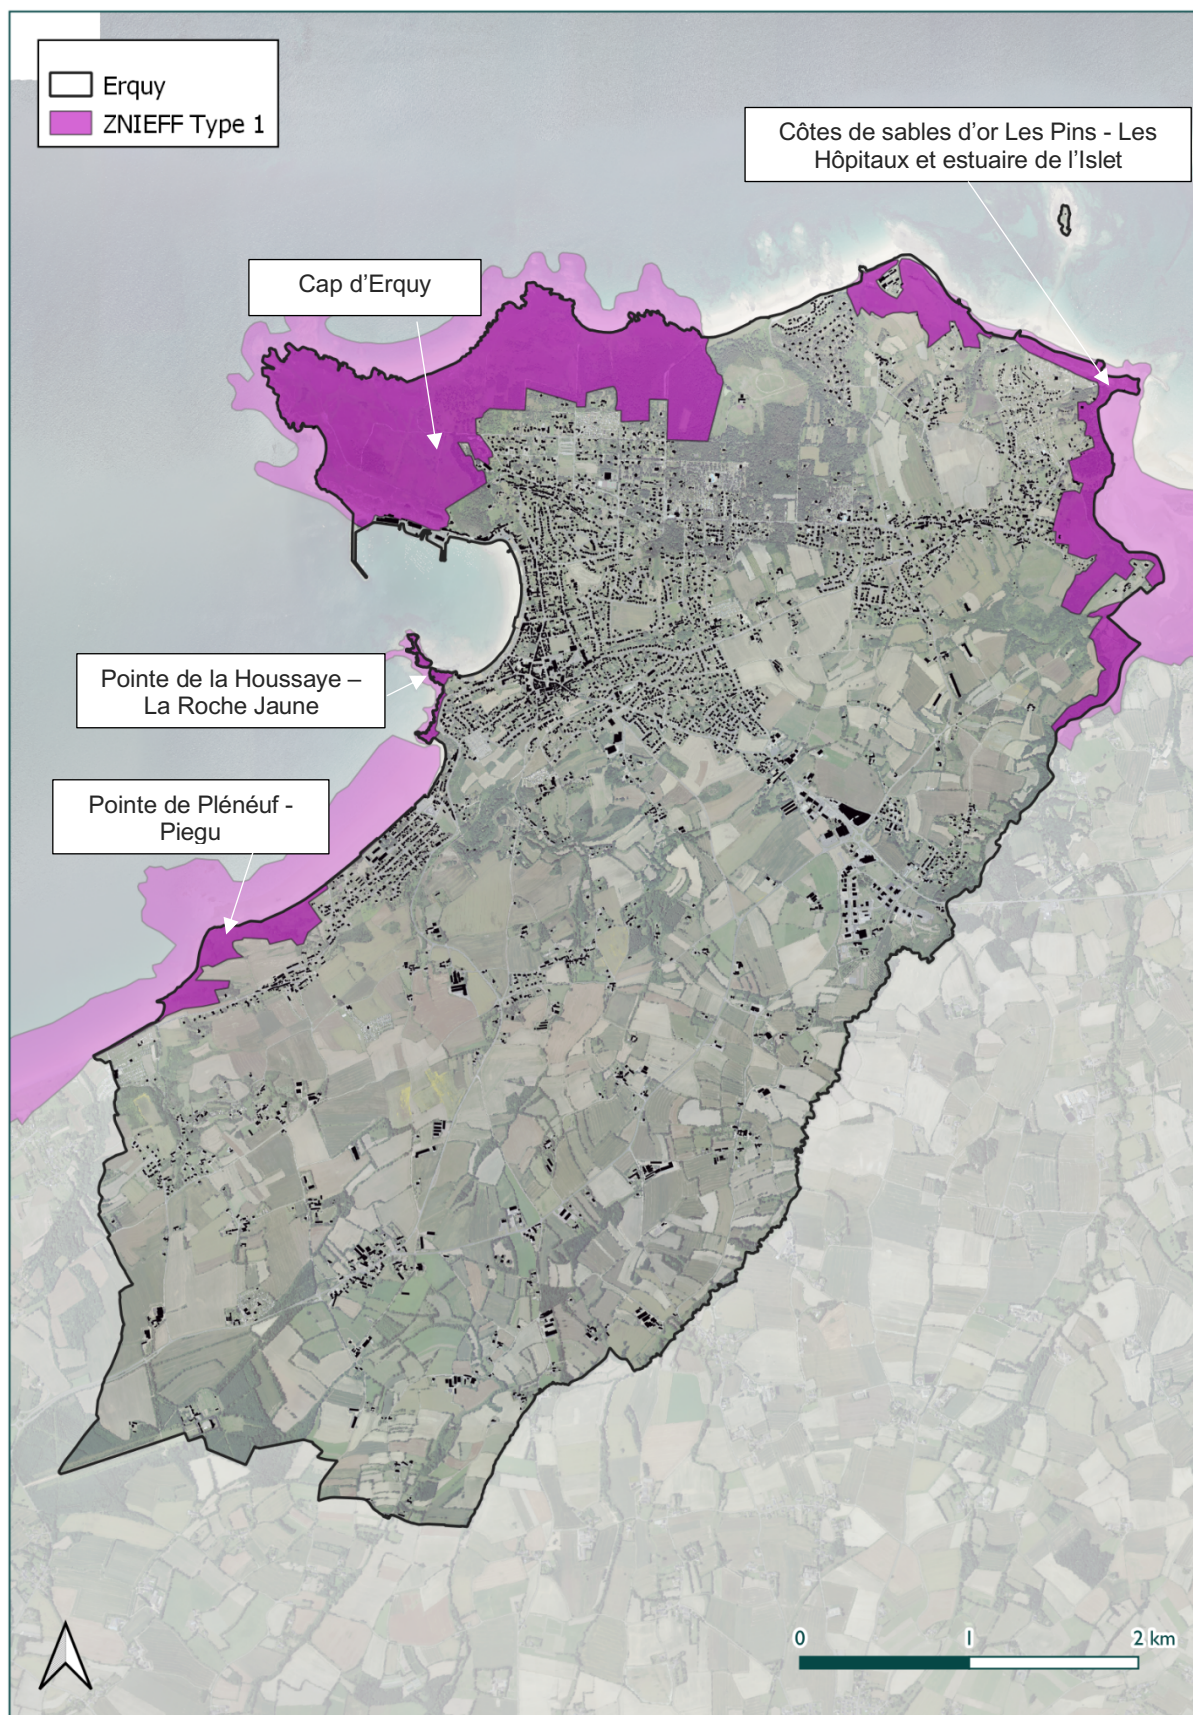 Erquy
ZNIEFF Type 1
Côtes de sables d’or Les Pins - Les
Hôpitaux et estuaire de l’Islet
Cap d’Erquy
Pointe de la Houssaye –
La Roche Jaune
Pointe de Plénéuf -
Piegu
0 1 2 km